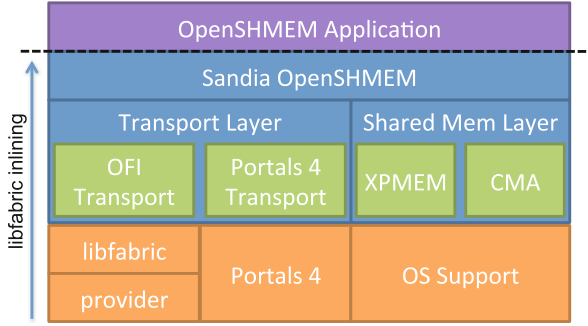 OpenSHMEM Application
Sandia OpenSHMEM
Transport Layer
Shared Mem Layer
OFI
Transport
Portals 4
Transport
XPMEM
CMA
libfabric
provider
Portals 4
OS Support
libfabric inlining